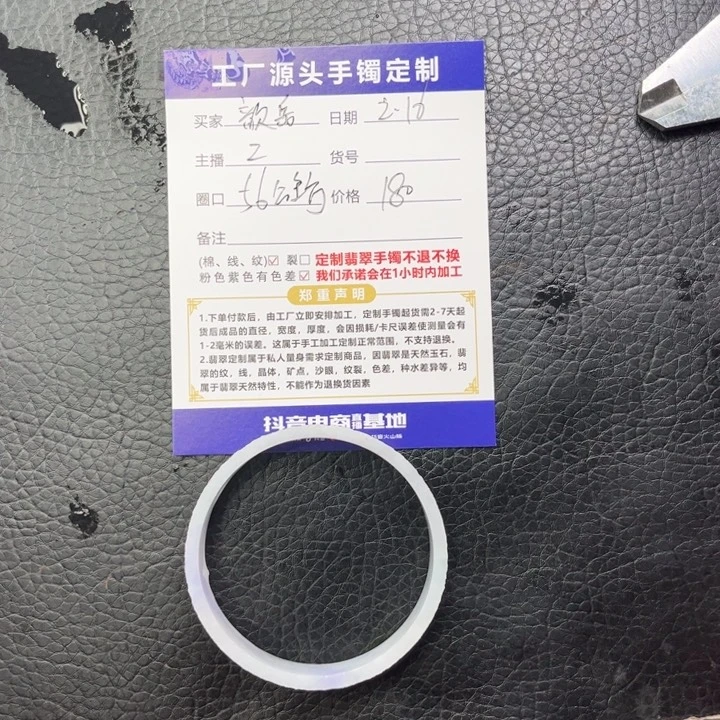 工厂源头手镯定制
买家 日期 2-16
主播 2 货号
圈口 56 价格 180
备注
(棉、线、纹)☑ 裂☐ 定制翡翠手镯不退不换
粉色紫色有色差☑ 我们承诺会在1小时内加工
郑重声明
1.下单付款后，由工厂立即安排加工，定制手镯起货需2-7天起
货后成品的直径，宽度，厚度，会因损耗/卡尺误差使测量会有
1-2毫米的误差。这属于手工加工定制正常范围，不支持退换。
2.翡翠定制属于私人量身需求定制商品，因翡翠是天然玉石，翡
翠的纹，线，晶体，矿点，沙眼，纹裂，色差，种水差异等，均
属于翡翠天然特性，不能作为退换货因素
抖音电商直播基地